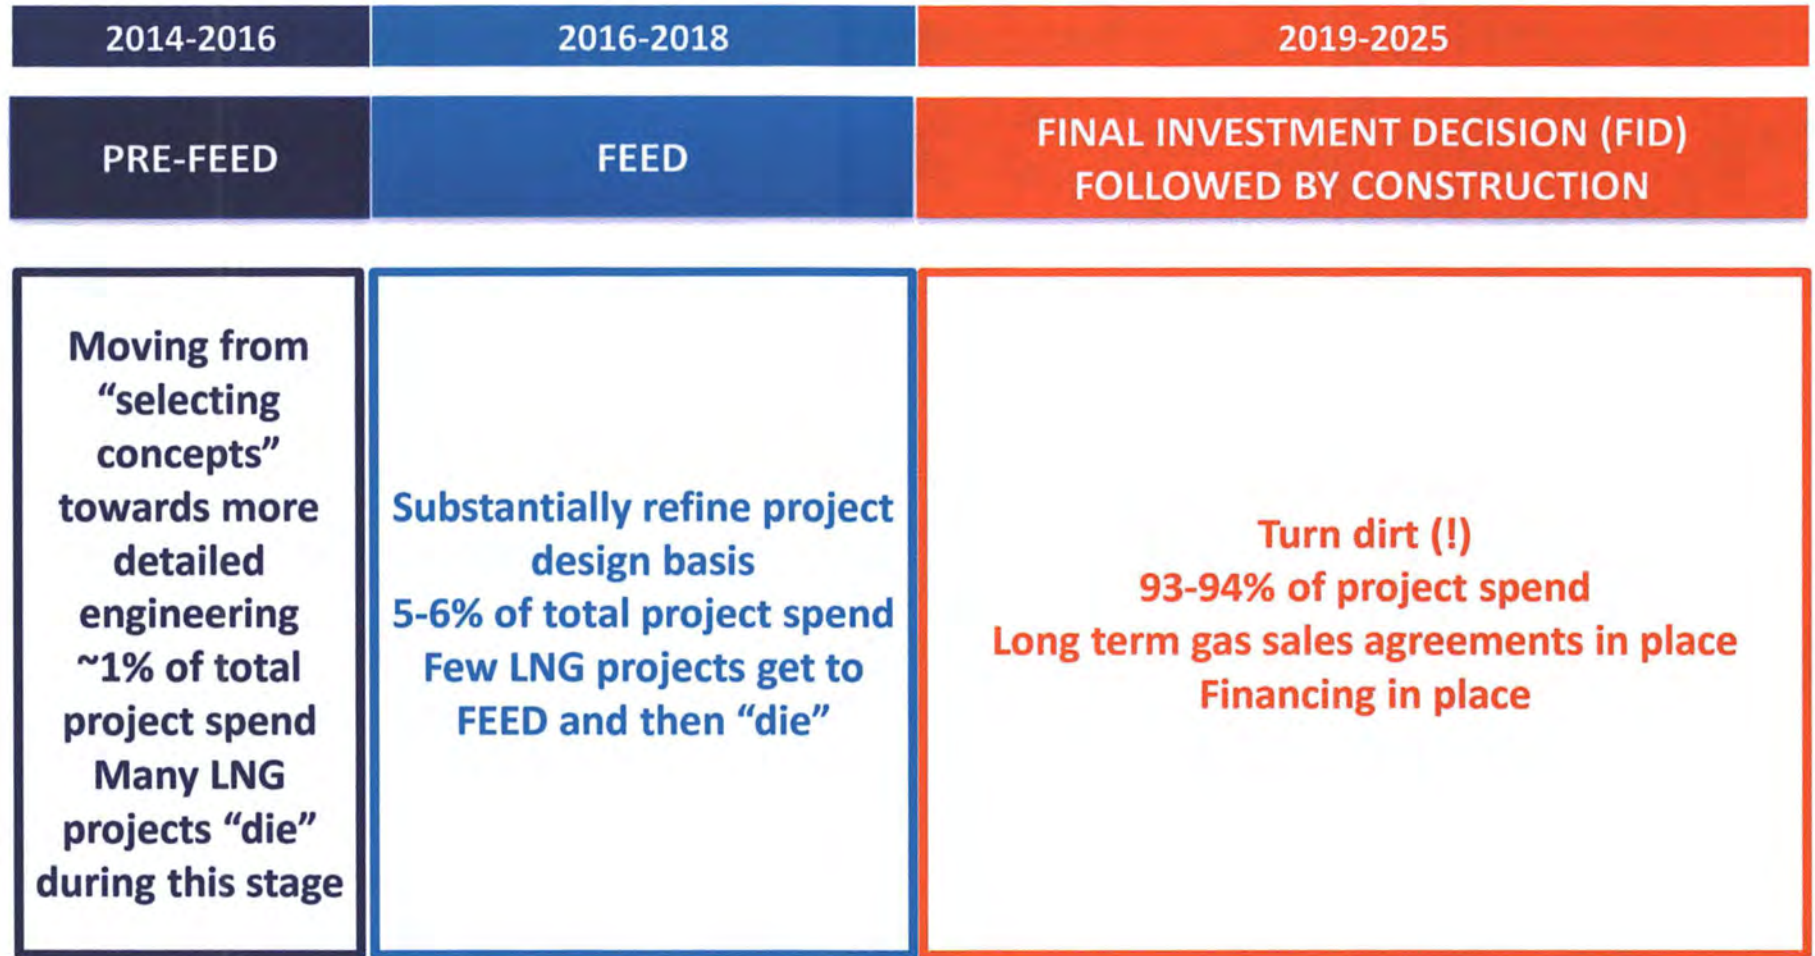 2014-2016
2016-2018
2019-2025
PRE-FEED
FEED
FINAL INVESTMENT DECISION (FID)
FOLLOWED BY CONSTRUCTION
Moving from
“selecting
concepts”
towards more
detailed
engineering
~1% of total
project spend
Many LNG
projects “die”
during this stage
Substantially refine project
design basis
5-6% of total project spend
Few LNG projects get to
FEED and then “die”
Turn dirt (!)
93-94% of project spend
Long term gas sales agreements in place
Financing in place